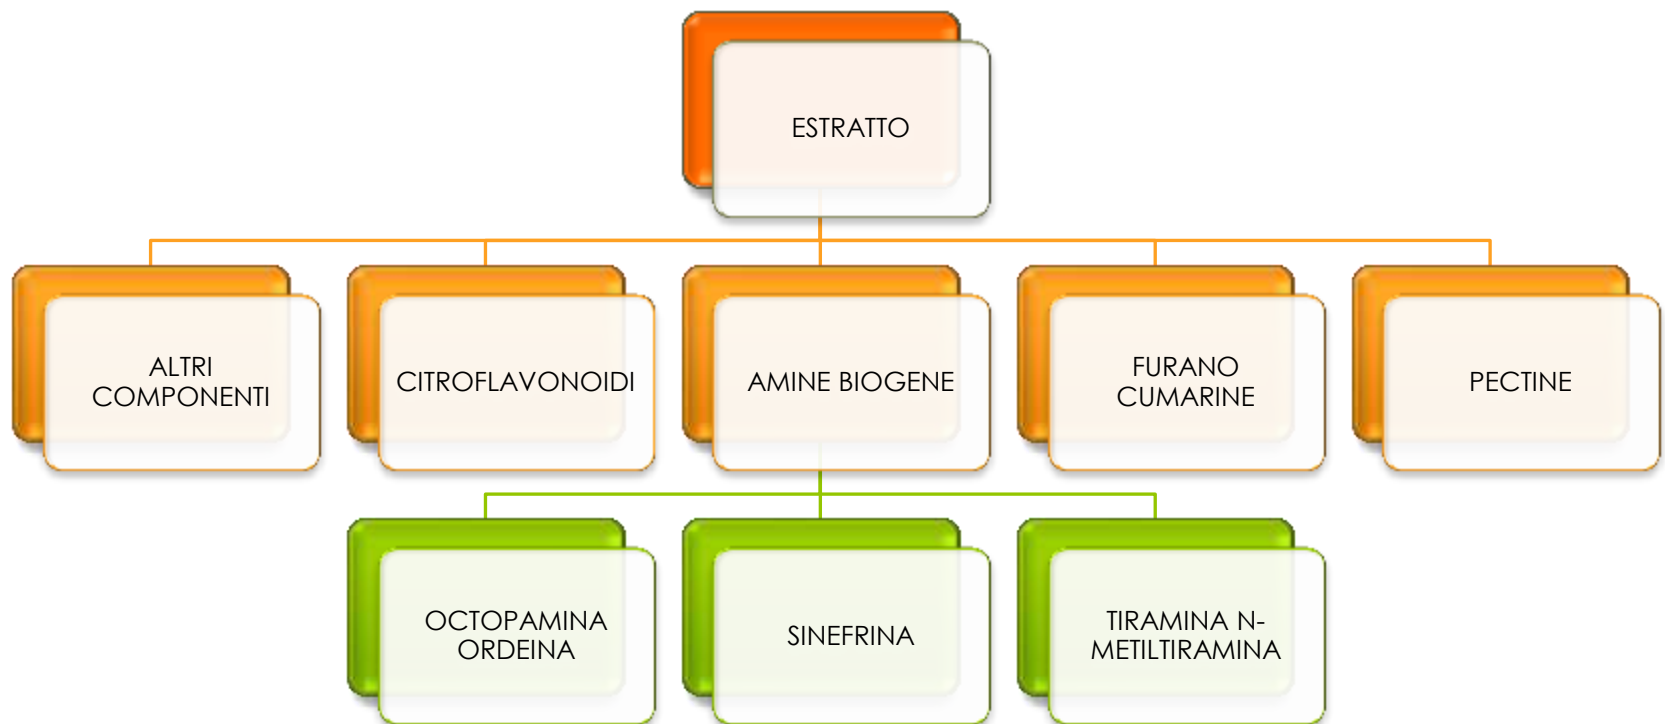 ESTRATTO
ALTRI
COMPONENTI
CITROFLAVONOIDI
AMINE BIOGENE
FURANO
CUMARINE
PECTINE
OCTOPAMINA
ORDEINA
SINEFRINA
TIRAMINA N-
METILTIRAMINA